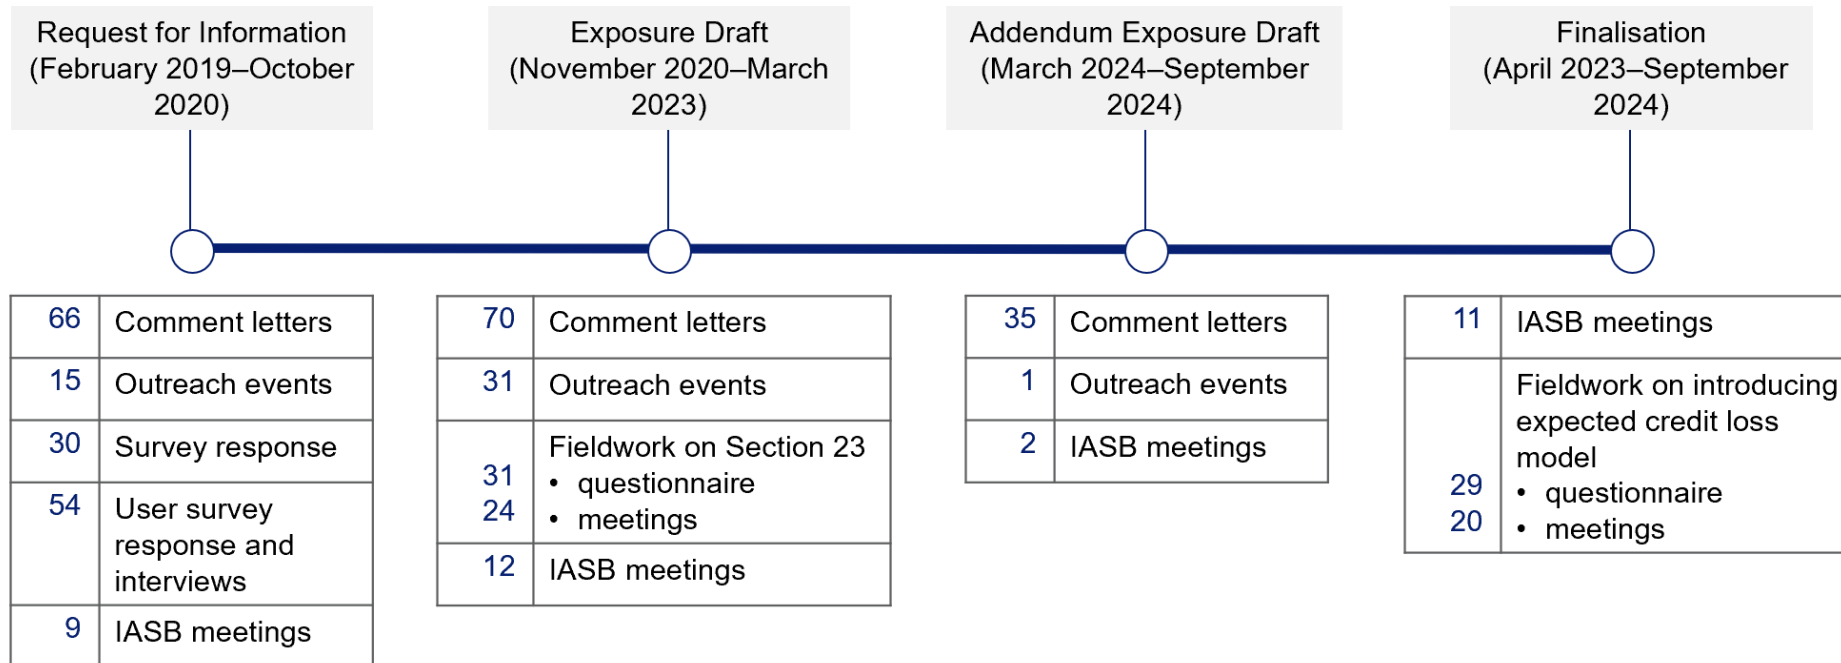 Request for Information
(February 2019–October
2020)
Exposure Draft
(November 2020–March
2023)
Addendum Exposure Draft
(March 2024–September
2024)
Finalisation
(April 2023–September
2024)
66 Comment letters
15 Outreach events
30 Survey response
54 User survey
response and
interviews
9 IASB meetings
70 Comment letters
31 Outreach events
Fieldwork on Section 23
31 • questionnaire
24 • meetings
12 IASB meetings
35 Comment letters
1 Outreach events
2 IASB meetings
11 IASB meetings
Fieldwork on introducing
expected credit loss
model
29 • questionnaire
20 • meetings